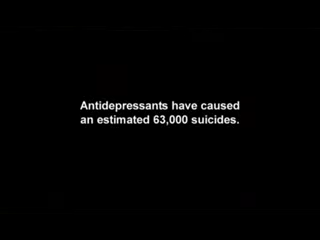 Antidepressants have caused
an estimated 63,000 suicides.